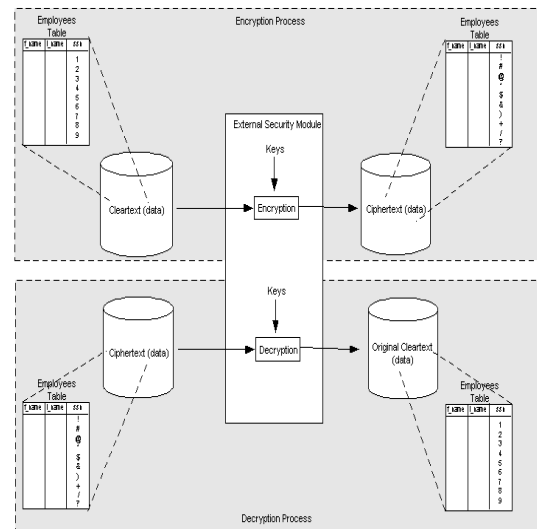 Employees
Table
f_name l_name ssn
1
2
3
4
5
6
7
8
9
Cleartext (data)
Encryption Process
External Security Module
Keys
Encryption
Employees
Table
f_name l_name ssn
!
#
@
^
$
&
)
+
/
?
Ciphertext (data)
Ciphertext (data)
Employees
Table
f_name l_name ssn
!
#
@
^
$
&
)
+
/
?
Keys
Decryption
Original Cleartext
(data)
Employees
Table
f_name l_name ssn
1
2
3
4
5
6
7
8
9
Decryption Process